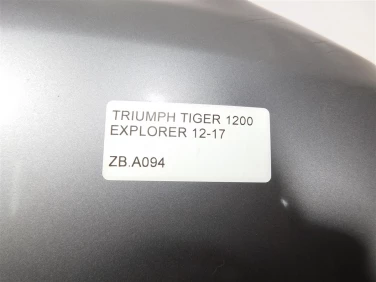 TRIUMPH TIGER 1200
EXPLORER 12-17
ZB.A094